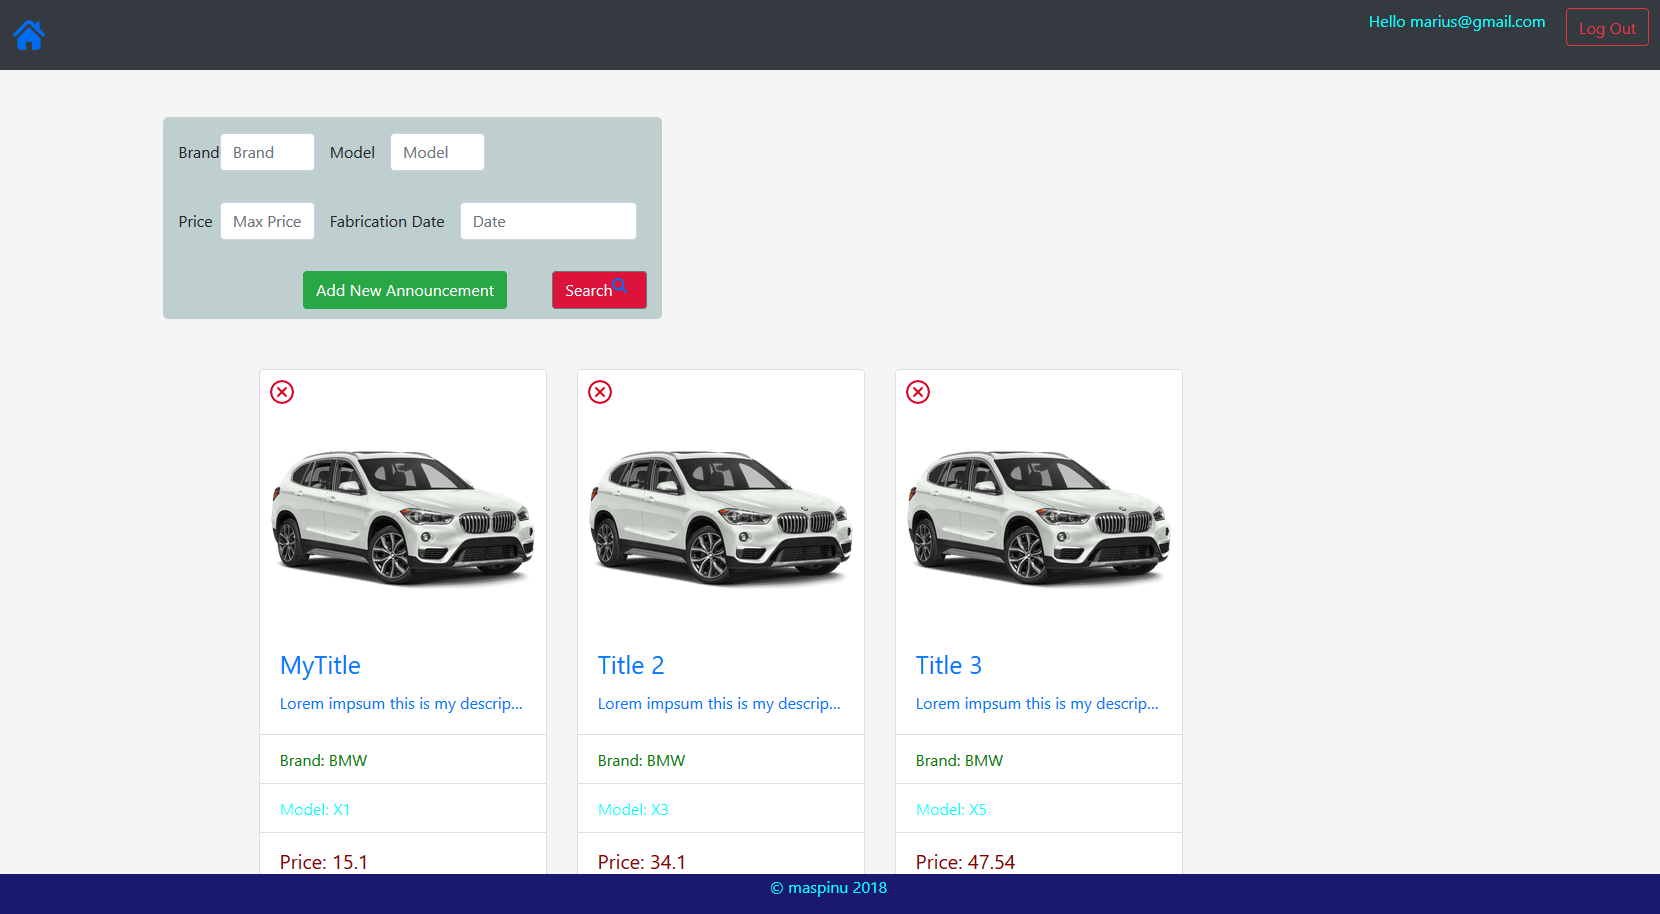 Hello marius@gmail.com
Log Out
Brand Brand Model Model
Price Max Price Fabrication Date Date
Add New Announcement Search
MyTitle
Lorem impsum this is my descrip...
Brand: BMW
Model: X1
Price: 15.1
Title 2
Lorem impsum this is my descrip...
Brand: BMW
Model: X3
Price: 34.1
Title 3
Lorem impsum this is my descrip...
Brand: BMW
Model: X5
Price: 47.54
© maspinu 2018